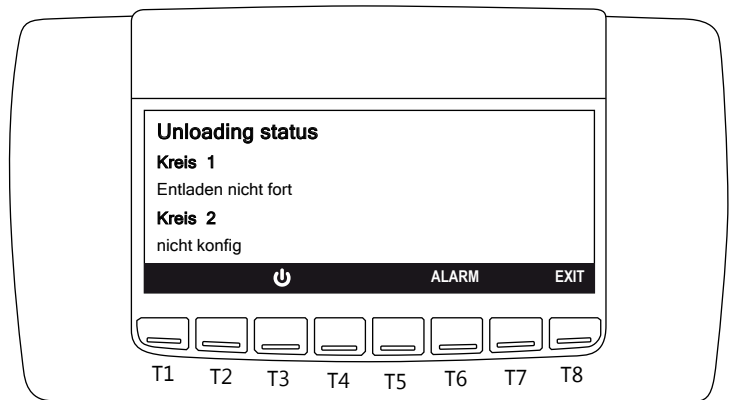 Unloading status
Kreis 1
Entladen nicht fort
Kreis 2
nicht konfig
ALARM EXIT
T1 T2 T3 T4 T5 T6 T7 T8